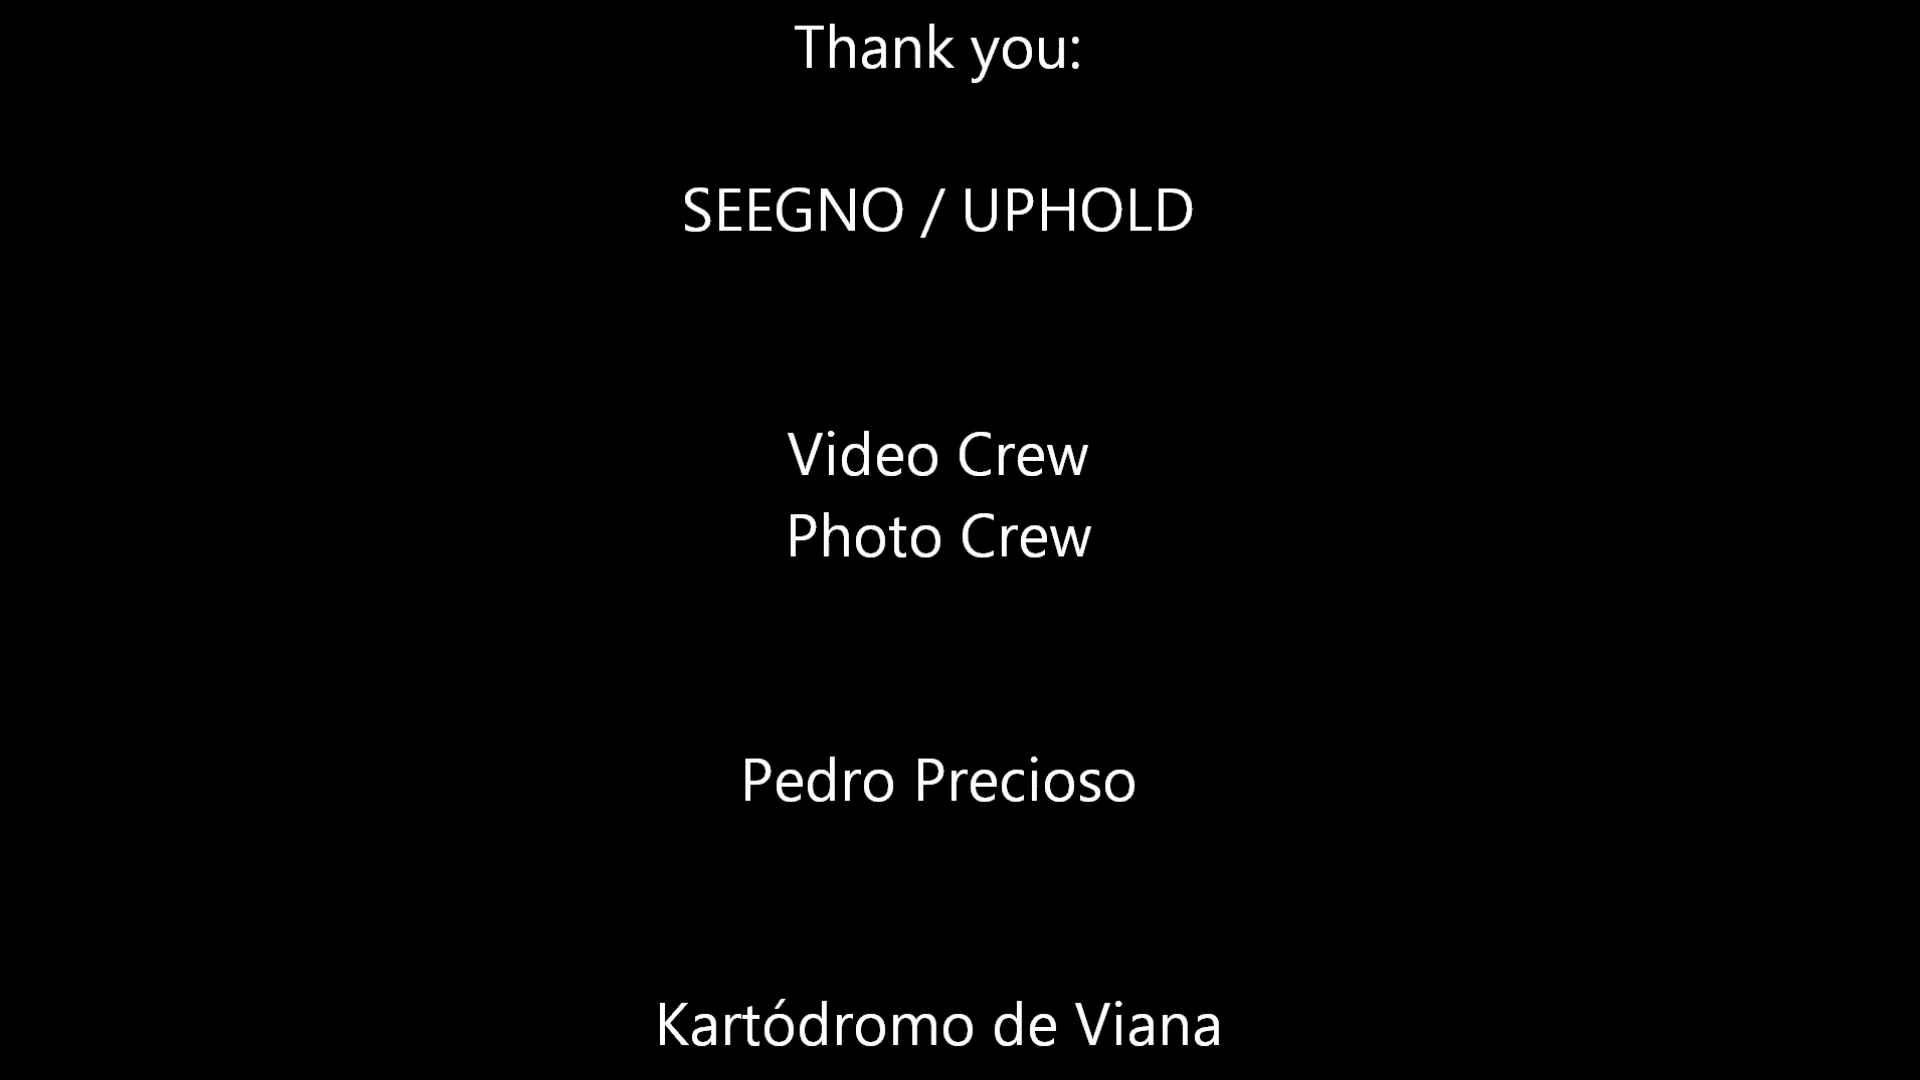 Thank you:
SEEGNO / UPHOLD
Video Crew
Photo Crew
Pedro Precioso
Kartódromo de Viana